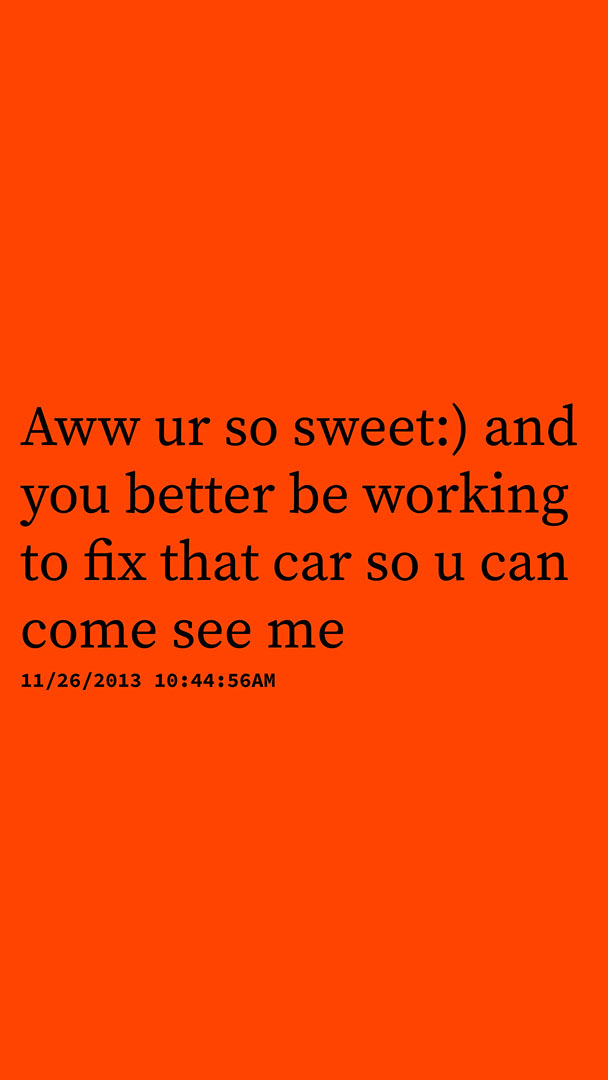 Aww ur so sweet:) and
you better be working
to fix that car so u can
come see me
11/26/2013 10:44:56AM